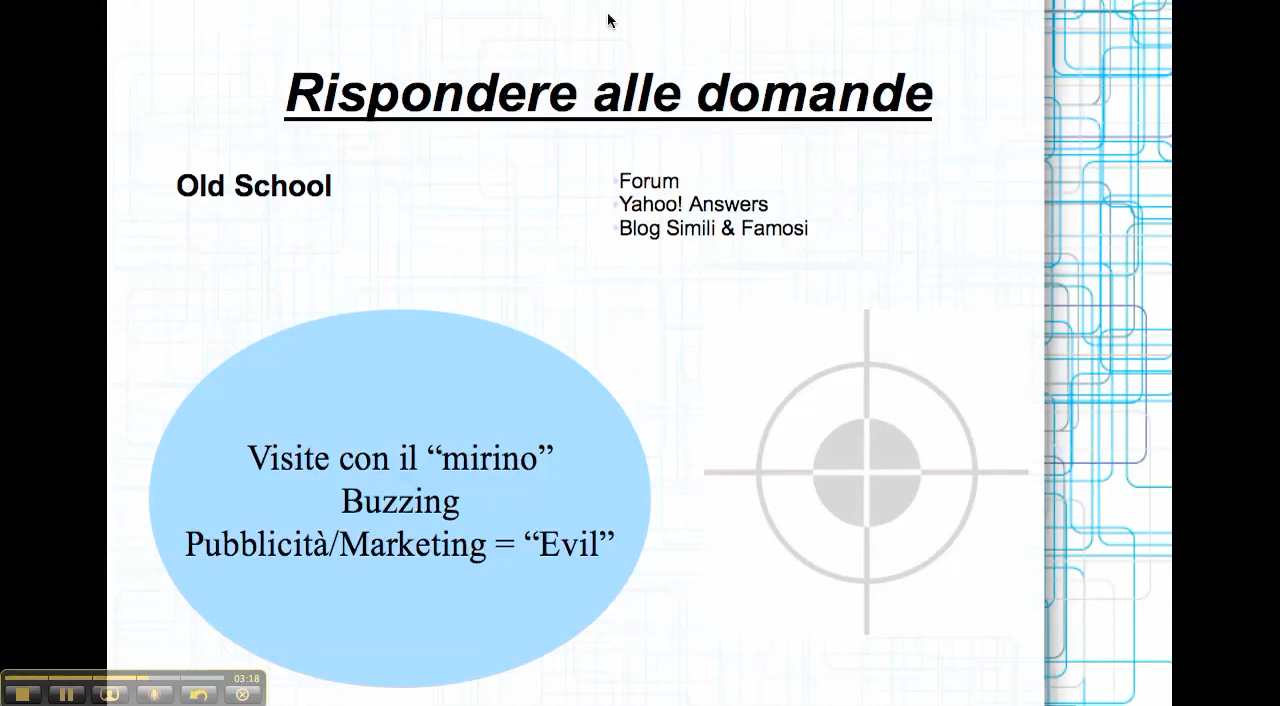 Rispondere alle domande
Old School
Forum
Yahoo! Answers
Blog Simili & Famosi
Visite con il “mirino”
Buzzing
Pubblicità/Marketing = “Evil”
03:18